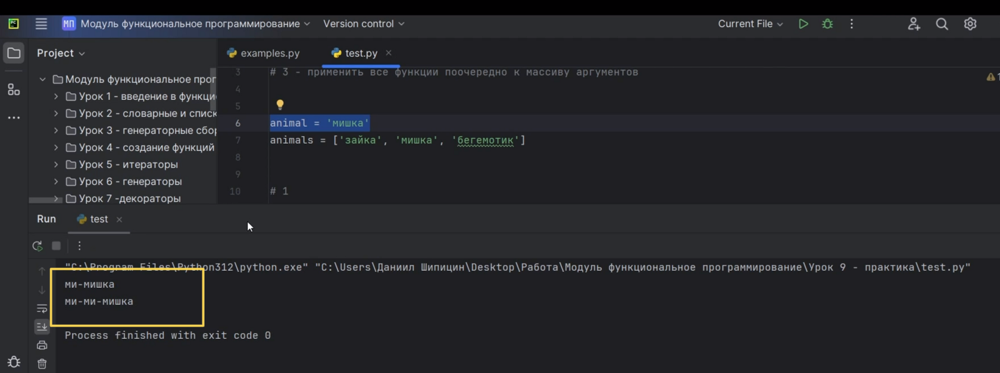 PC
МП Модуль функциональное программирование Version control Current File
Project
examples.py test.py
Модуль функциональное прог
Урок 1 - введение в функци
Урок 2 - словарные и списк
Урок 3 - генераторные сбор
Урок 4 - создание функций
Урок 5 - итераторы
Урок 6 - генераторы
Урок 7 -декораторы
3 # 3 - применить все функции поочередно к массиву аргументов
4
5
6 animal = 'мишка'
7 animals = ['зайка', 'мишка', 'бегемотик']
8
9
10 # 1
1
Run test
"C:\Program Files\Python312\python.exe" "C:\Users\Даниил Шипицин\Desktop\Работа\Модуль функциональное программирование\Урок 9 - практика\test.py"
ми-мишка
ми-ми-мишка
Process finished with exit code 0